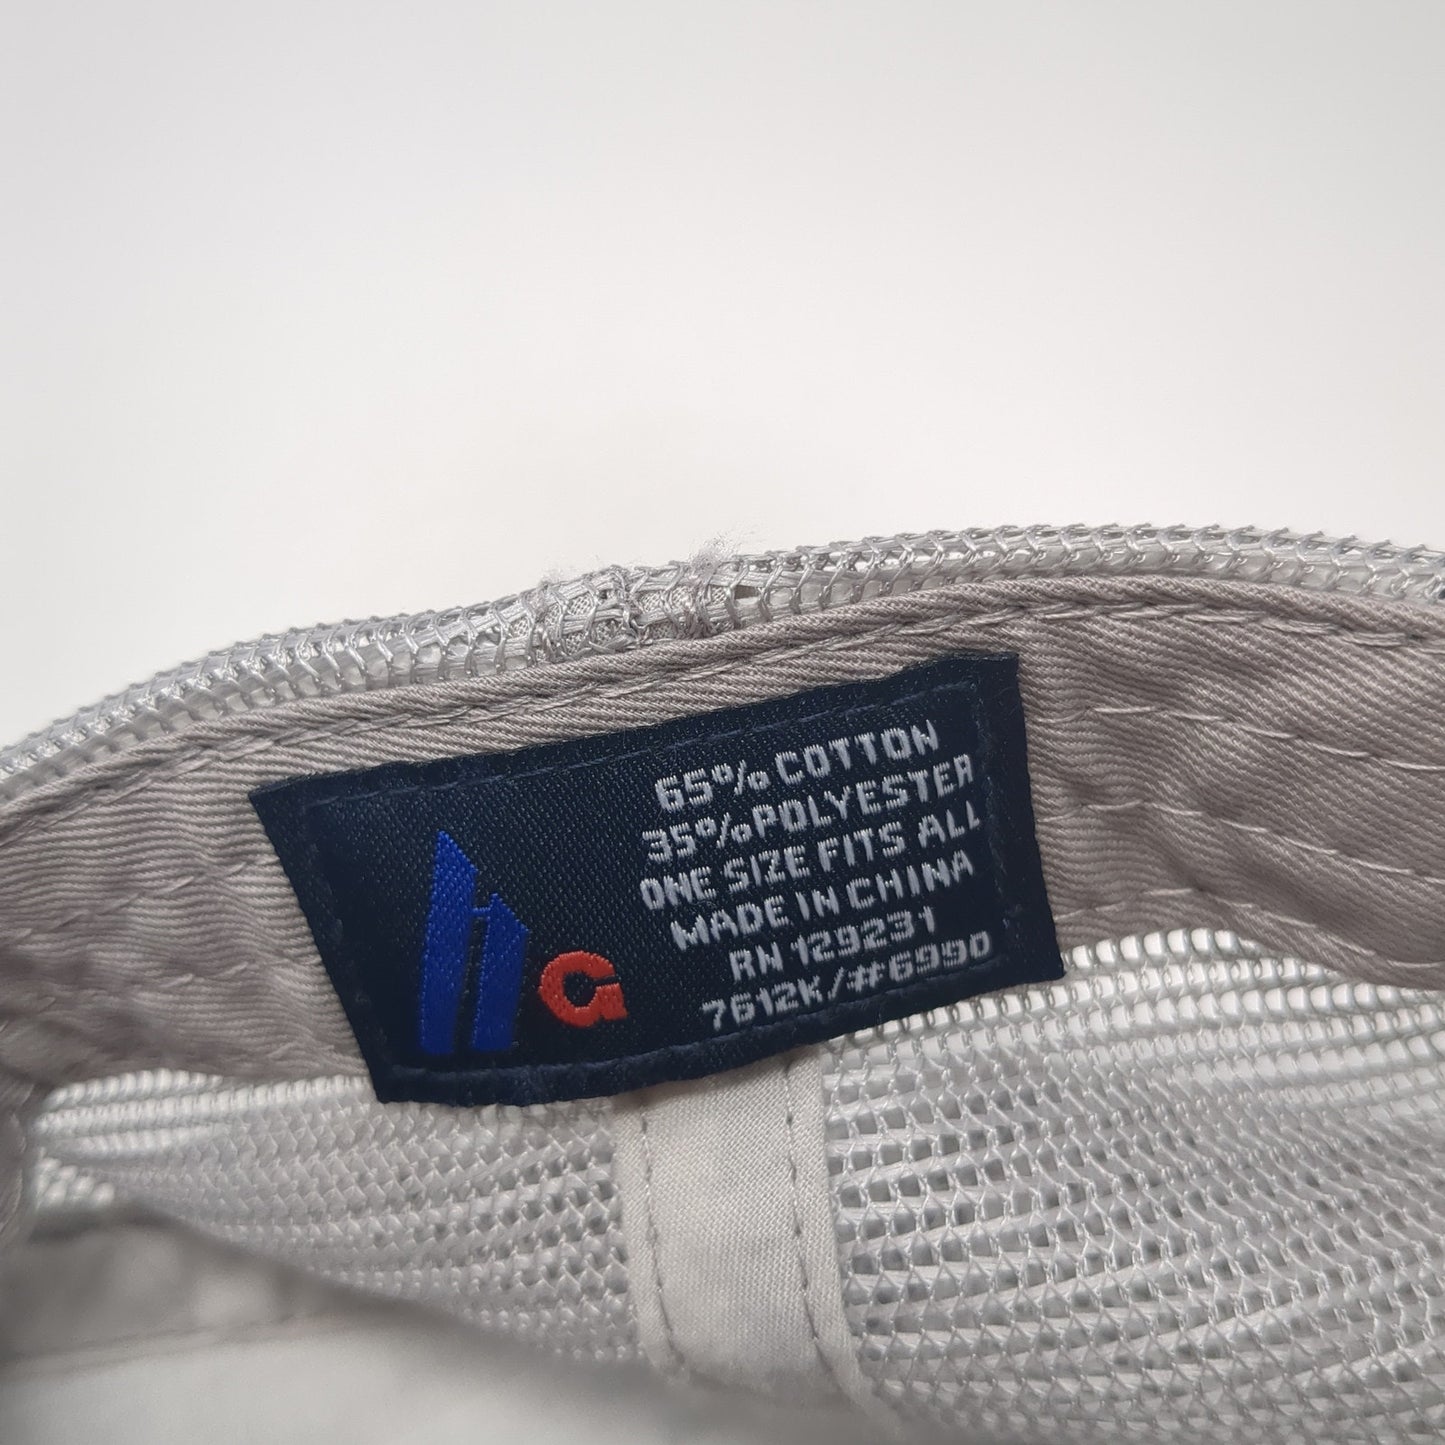 hG
65% COTTON
35% POLYESTER
ONE SIZE FITS ALL
MADE IN CHINA
RN 129231
7612K/#6990